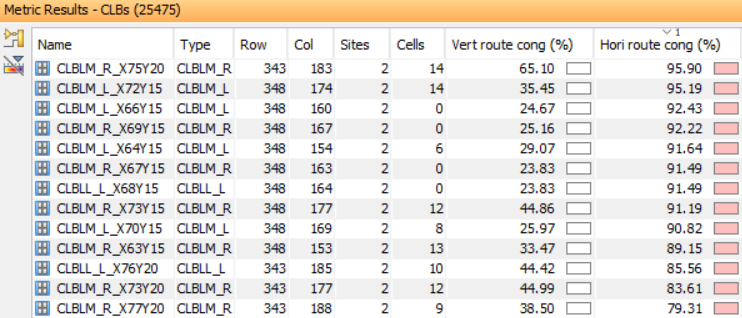 Metric Results - CLBs (25475)
Name Type Row Col Sites Cells Vert route cong (%) 1 Hori route cong (%)
CLBLM_R_X75Y20 CLBLM_R 343 183 2 14 65.10 95.90
CLBLM_L_X72Y15 CLBLM_L 348 174 2 14 35.45 95.19
CLBLM_L_X66Y15 CLBLM_L 348 160 2 0 24.67 92.43
CLBLM_R_X69Y15 CLBLM_R 348 167 2 0 25.16 92.22
CLBLM_L_X64Y15 CLBLM_L 348 154 2 6 29.07 91.64
CLBLM_R_X67Y15 CLBLM_R 348 163 2 0 23.83 91.49
CLBLL_L_X68Y15 CLBLL_L 348 164 2 0 23.83 91.49
CLBLM_R_X73Y15 CLBLM_R 348 177 2 12 44.86 91.19
CLBLM_L_X70Y15 CLBLM_L 348 169 2 8 25.97 90.82
CLBLM_R_X63Y15 CLBLM_R 348 153 2 13 33.47 89.15
CLBLL_L_X76Y20 CLBLL_L 343 185 2 10 44.42 85.56
CLBLM_R_X73Y20 CLBLM_R 343 177 2 12 44.99 83.61
CLBLM_R_X77Y20 CLBLM_R 343 188 2 9 38.50 79.31